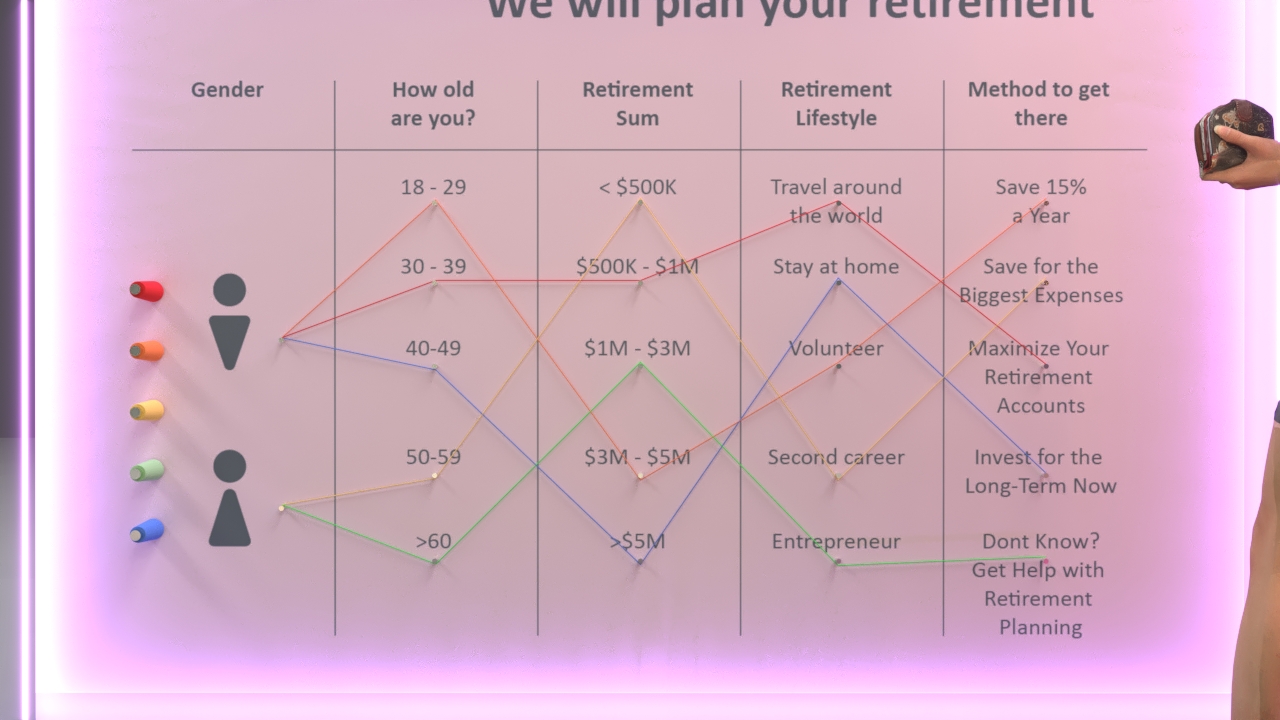 We will plan your retirement
Gender
How old
are you?
Retirement
Sum
Retirement
Lifestyle
Method to get
there
18 - 29
< $500K
Travel around
the world
Save 15%
a Year
30 - 39
$500K - $1M
Stay at home
Save for the
Biggest Expenses
40-49
$1M - $3M
Volunteer
Maximize Your
Retirement
Accounts
50-59
$3M - $5M
Second career
Invest for the
Long-Term Now
>60
>$5M
Entrepreneur
Dont Know?
Get Help with
Retirement
Planning